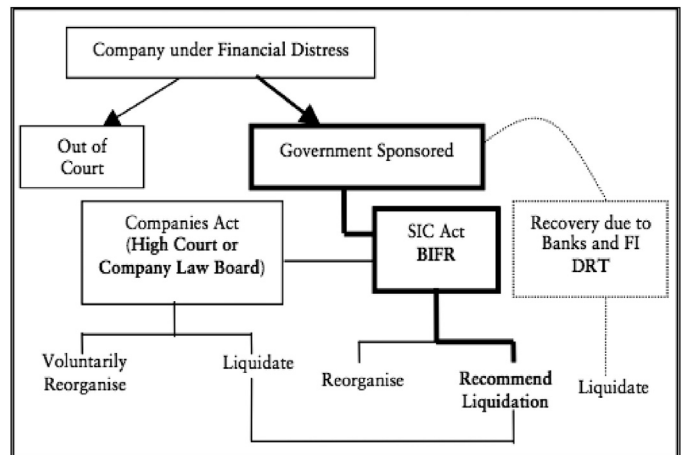 Company under Financial Distress
Out of
Court
Government Sponsored
Companies Act
(High Court or
Company Law Board)
SIC Act
BIFR
Recovery due to
Banks and FI
DRT
Voluntarily
Reorganise
Liquidate
Reorganise
Recommend
Liquidation
Liquidate